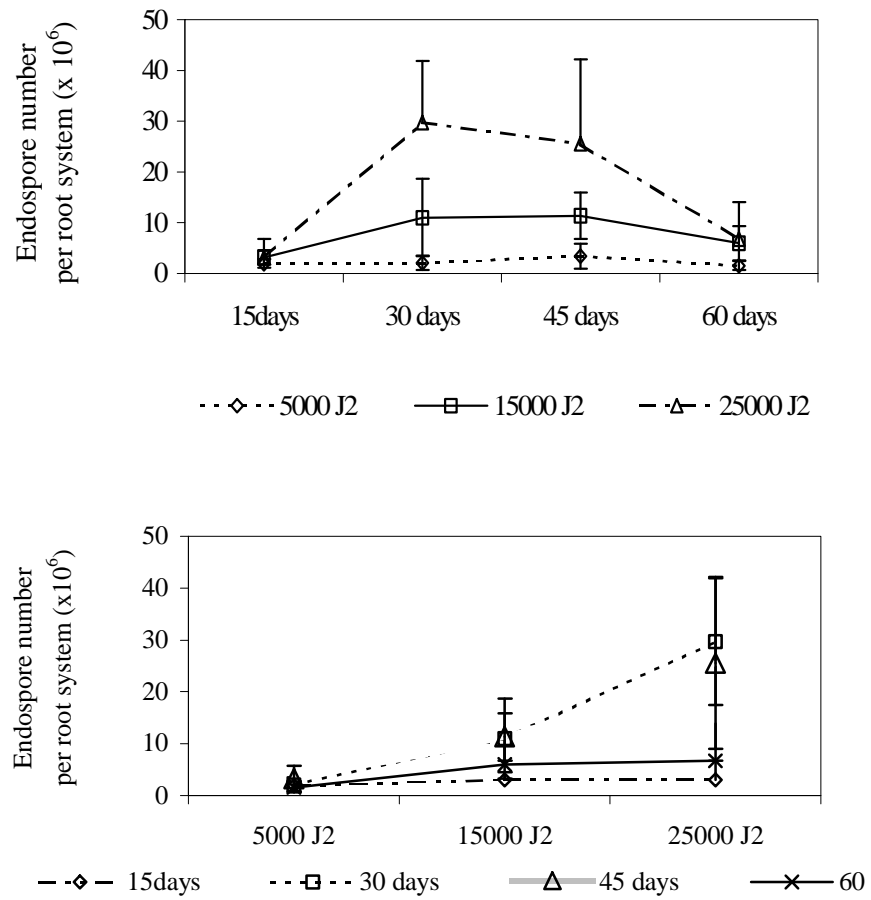 Endospore number
per root system (x 10⁶)
50
40
30
20
10
0
15days 30 days 45 days 60 days
5000 J2 15000 J2 25000 J2
Endospore number
per root system (x10⁶)
50
40
30
20
10
0
5000 J2 15000 J2 25000 J2
15days 30 days 45 days 60